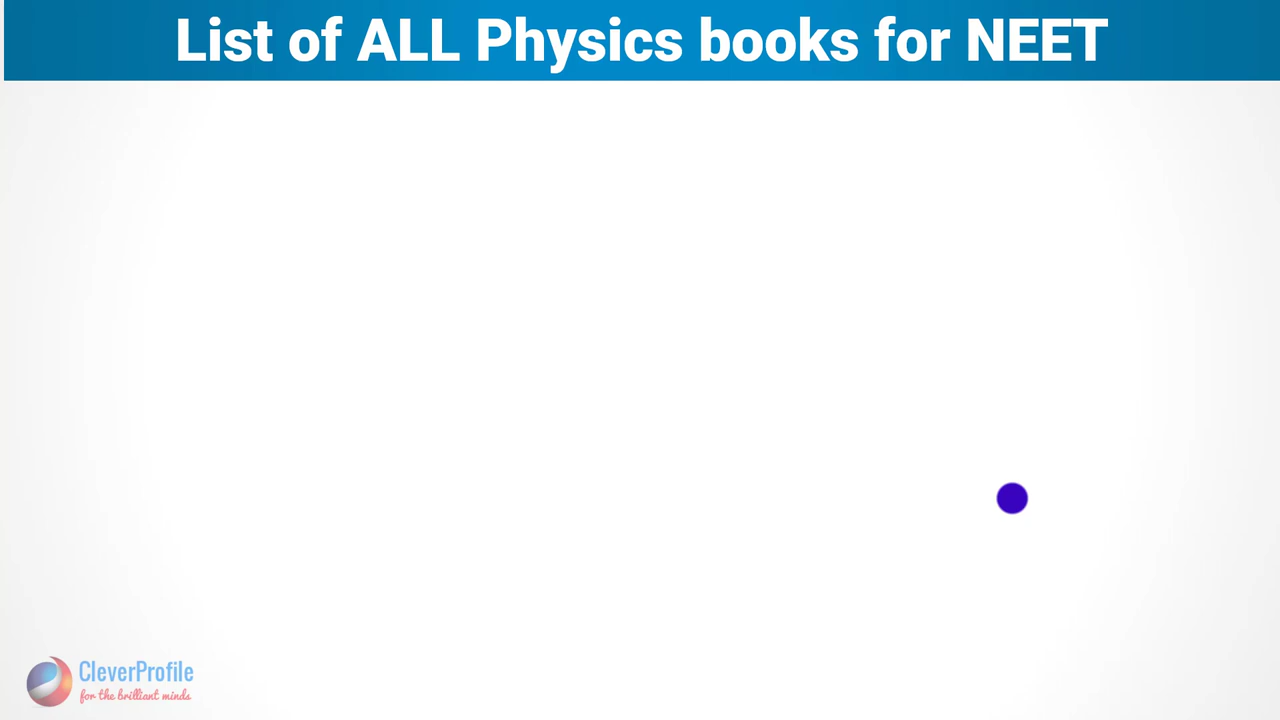 List of ALL Physics books for NEET
CleverProfile
for the brilliant minds